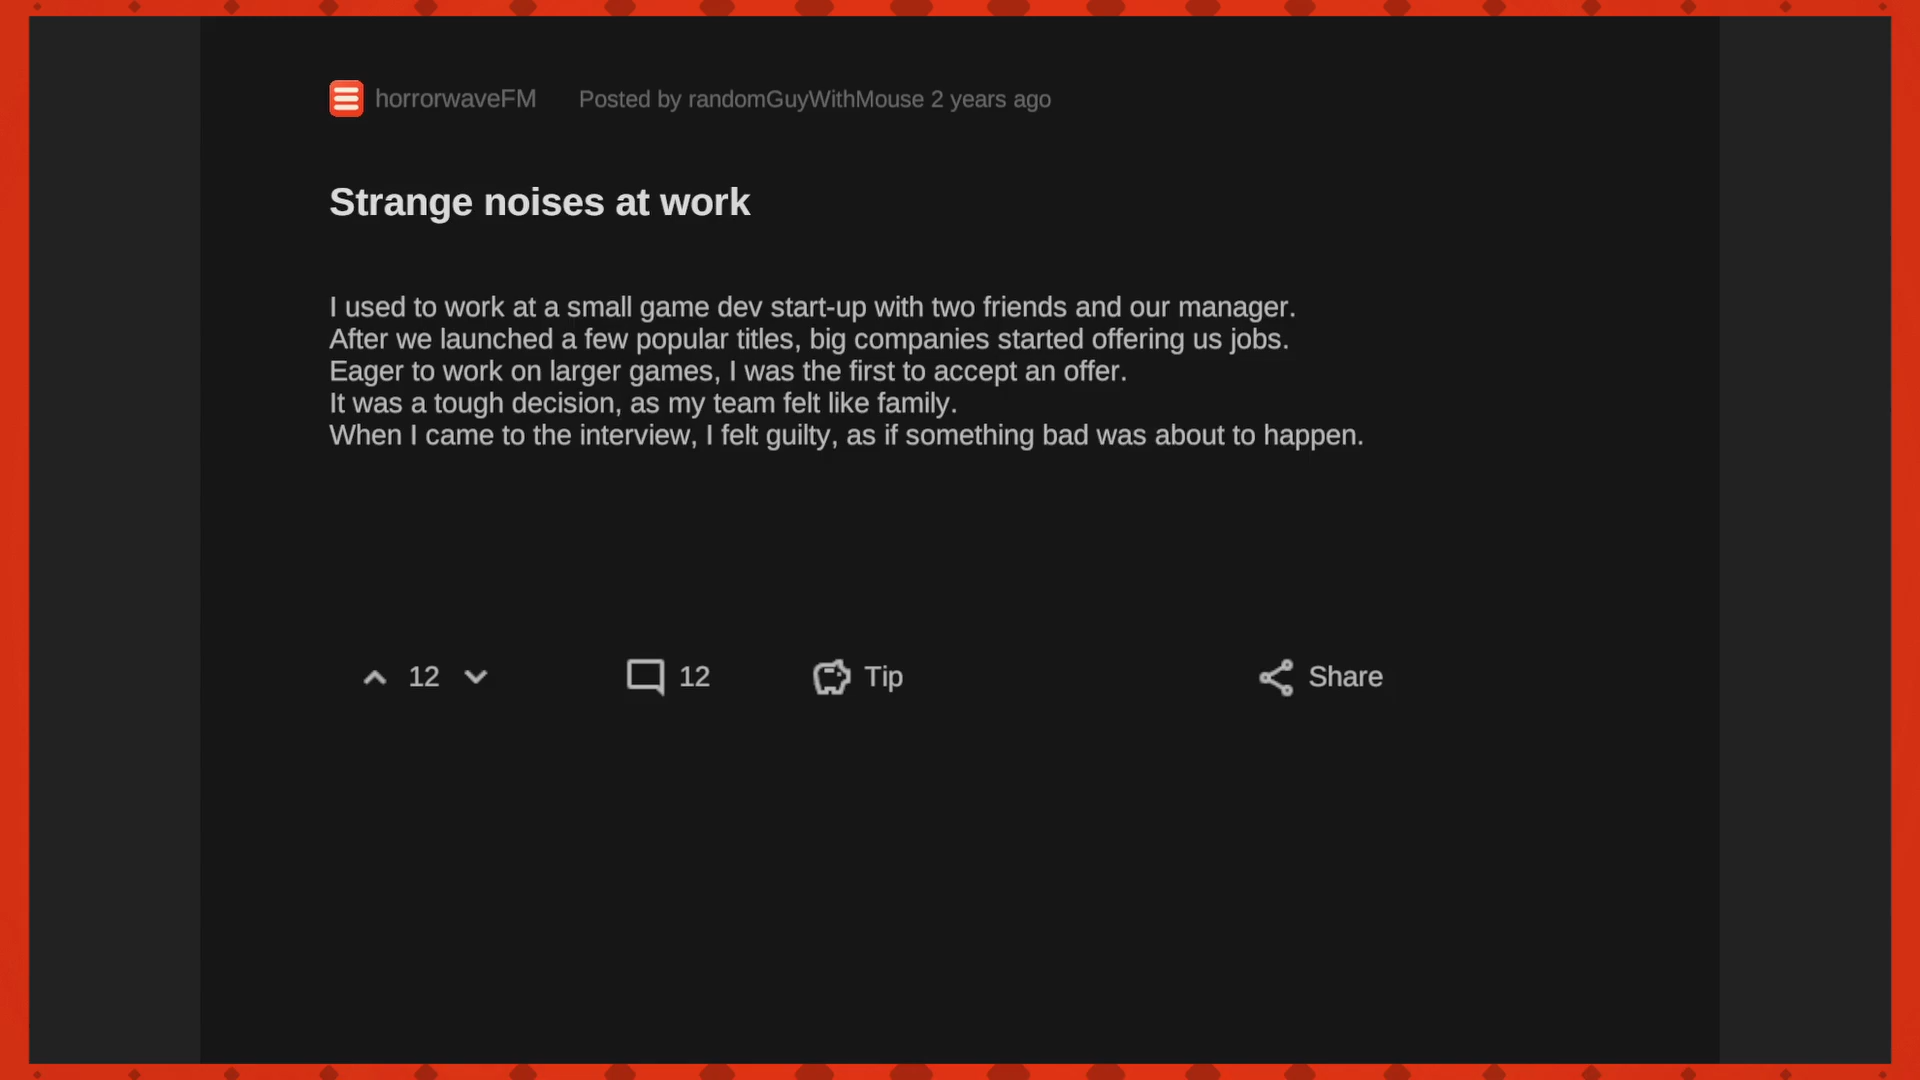 horrorwaveFM Posted by randomGuyWithMouse 2 years ago
Strange noises at work
I used to work at a small game dev start-up with two friends and our manager.
After we launched a few popular titles, big companies started offering us jobs.
Eager to work on larger games, I was the first to accept an offer.
It was a tough decision, as my team felt like family.
When I came to the interview, I felt guilty, as if something bad was about to happen.
12 12 Tip Share